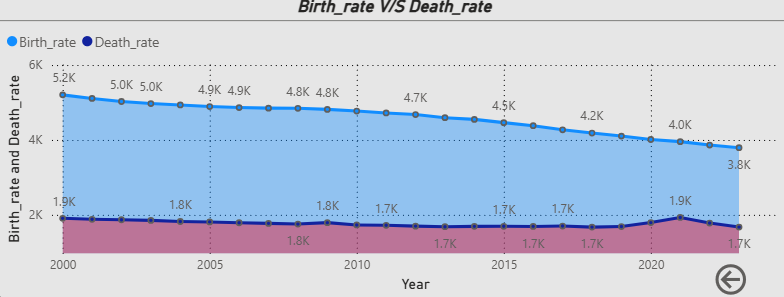 Birth_rate V/S Death_rate
Birth_rate Death_rate
Birth_rate and Death_rate
6K
4K
2K
5.2K 5.0K 5.0K 4.9K 4.9K 4.8K 4.8K 4.7K 4.5K 4.2K 4.0K 3.8K
1.9K 1.8K 1.8K 1.8K 1.7K 1.7K 1.7K 1.7K 1.7K 1.7K 1.9K 1.7K
2000 2005 2010 2015 2020
Year